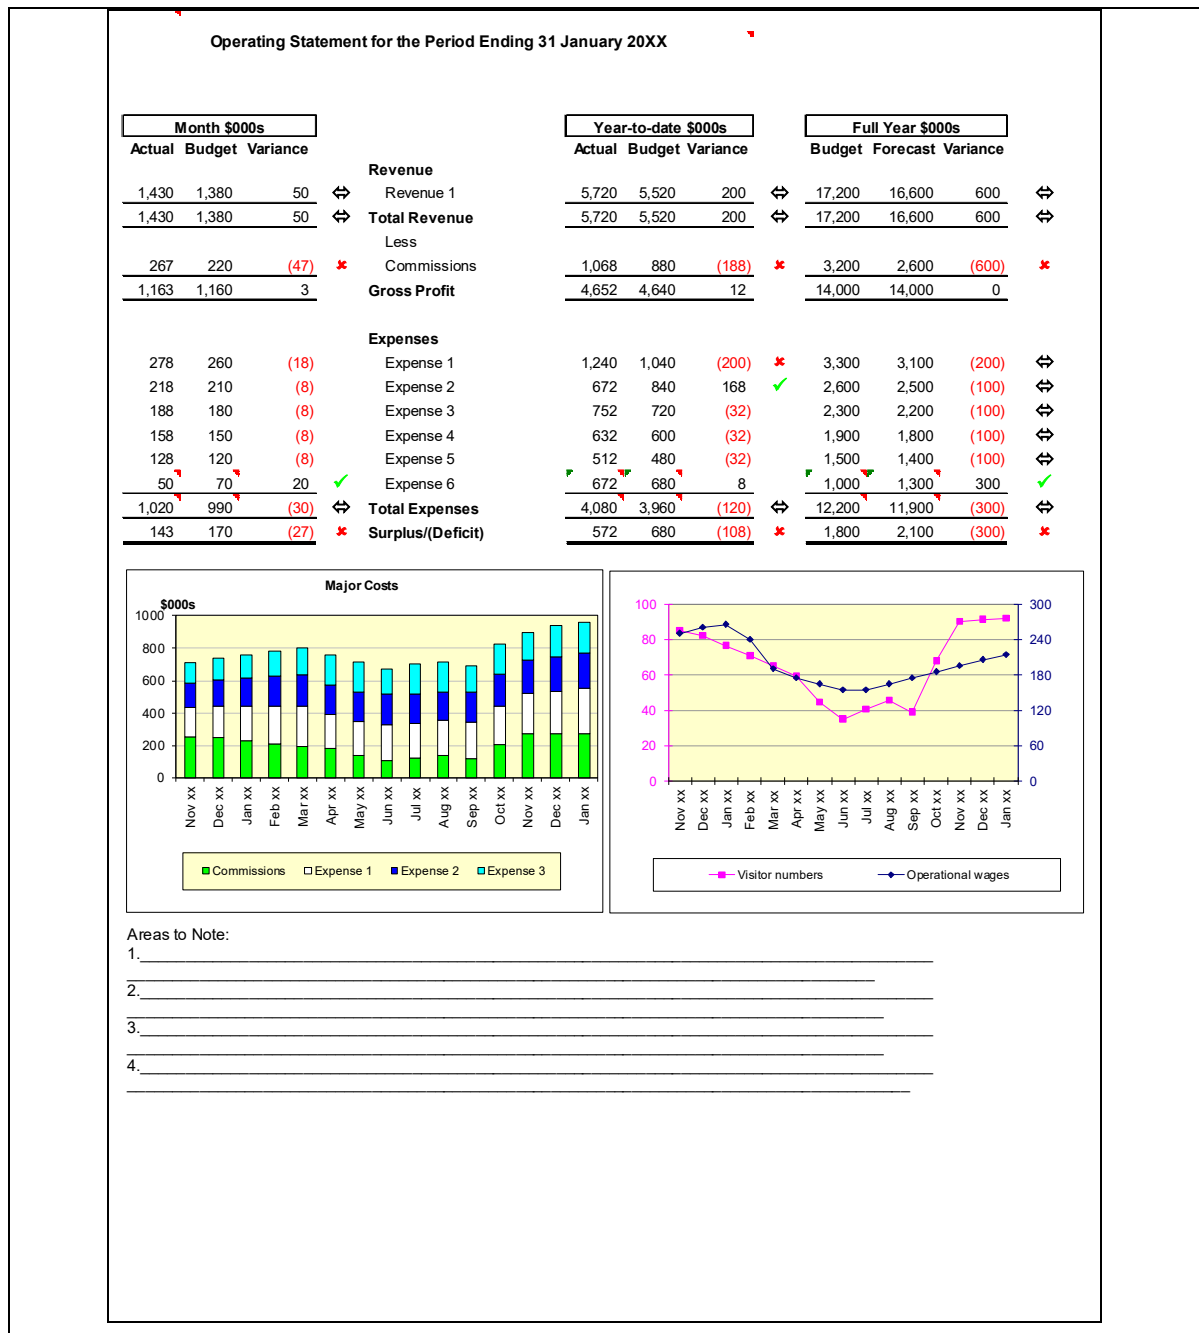 Operating Statement for the Period Ending 31 January 20XX
Month $000s Year-to-date $000s Full Year $000s
Actual Budget Variance Actual Budget Variance Budget Forecast Variance
Revenue
1,430 1,380 50 Revenue 1 5,720 5,520 200 17,200 16,600 600
1,430 1,380 50 Total Revenue 5,720 5,520 200 17,200 16,600 600
Less
267 220 (47) Commissions 1,068 880 (188) 3,200 2,600 (600)
1,163 1,160 3 Gross Profit 4,652 4,640 12 14,000 14,000 0
Expenses
278 260 (18) Expense 1 1,240 1,040 (200) 3,300 3,100 (200)
218 210 (8) Expense 2 672 840 168 2,600 2,500 (100)
188 180 (8) Expense 3 752 720 (32) 2,300 2,200 (100)
158 150 (8) Expense 4 632 600 (32) 1,900 1,800 (100)
128 120 (8) Expense 5 512 480 (32) 1,500 1,400 (100)
50 70 20 Expense 6 672 680 8 1,000 1,300 300
1,020 990 (30) Total Expenses 4,080 3,960 (120) 12,200 11,900 (300)
143 170 (27) Surplus/(Deficit) 572 680 (108) 1,800 2,100 (300)
Major Costs
$000s
1000
800
600
400
200
0
Nov xx Dec xx Jan xx Feb xx Mar xx Apr xx May xx Jun xx Jul xx Aug xx Sep xx Oct xx Nov xx Dec xx Jan xx
Commissions Expense 1 Expense 2 Expense 3
100 300
80 240
60 180
40 120
20 60
0 0
Nov xx Dec xx Jan xx Feb xx Mar xx Apr xx May xx Jun xx Jul xx Aug xx Sep xx Oct xx Nov xx Dec xx Jan xx
Visitor numbers Operational wages
Areas to Note:
1.
2.
3.
4.